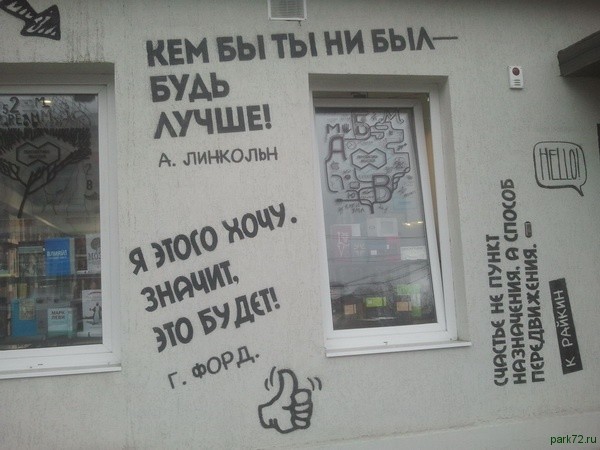 КЕМ БЫ ТЫ НИ БЫЛ—
БУДЬ
ЛУЧШЕ!
А. ЛИНКОЛЬН
Я ЭТОГО ХОЧУ.
ЗНАЧИТ,
ЭТО БУДЕТ!
Г. ФОРД.
HELLO!
СЧАСТЬЕ НЕ ПУНКТ
НАЗНАЧЕНИЯ, А СПОСОБ
ПЕРЕДВИЖЕНИЯ.
К РАЙКИН
А
Б
В
park72.ru